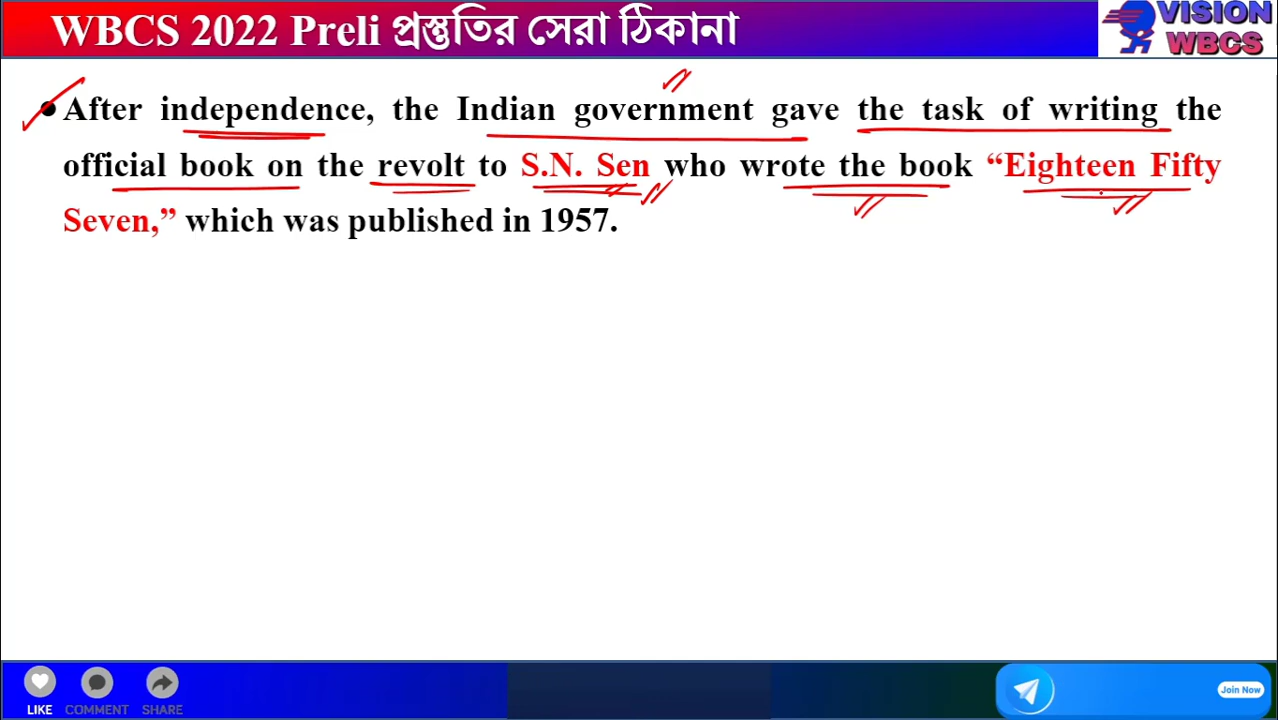 WBCS 2022 Preli প্রস্তুতির সেরা ঠিকানা
VISION
WBCS
• After independence, the Indian government gave the task of writing the
official book on the revolt to S.N. Sen who wrote the book “Eighteen Fifty
Seven,” which was published in 1957.
LIKE COMMENT SHARE
Join Now